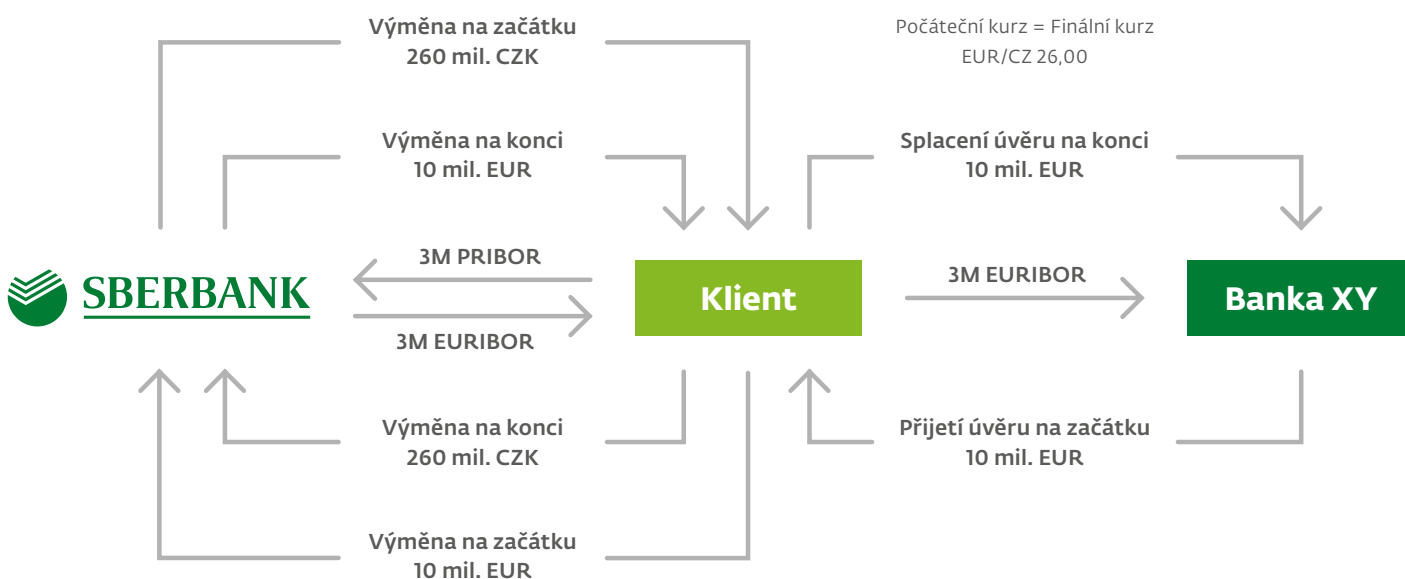 Výměna na začátku
260 mil. CZK
Počáteční kurz = Finální kurz
EUR/CZ 26,00
Výměna na konci
10 mil. EUR
Splacení úvěru na konci
10 mil. EUR
SBERBANK
3M PRIBOR
3M EURIBOR
Klient
3M EURIBOR
Banka XY
Výměna na konci
260 mil. CZK
Přijetí úvěru na začátku
10 mil. EUR
Výměna na začátku
10 mil. EUR